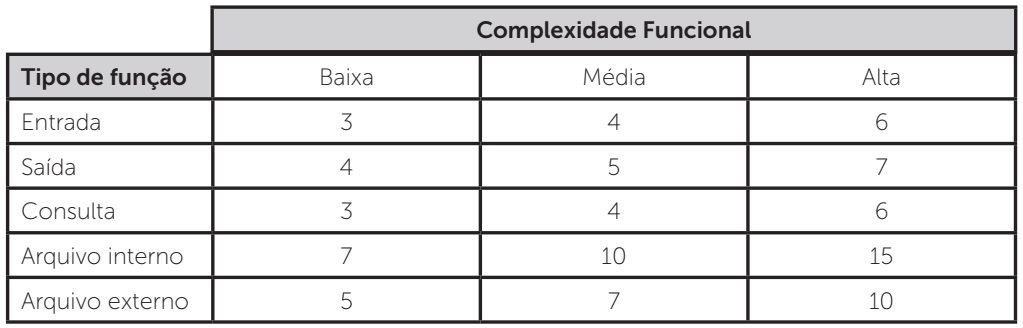 Complexidade Funcional
Tipo de função Baixa Média Alta
Entrada 3 4 6
Saída 4 5 7
Consulta 3 4 6
Arquivo interno 7 10 15
Arquivo externo 5 7 10